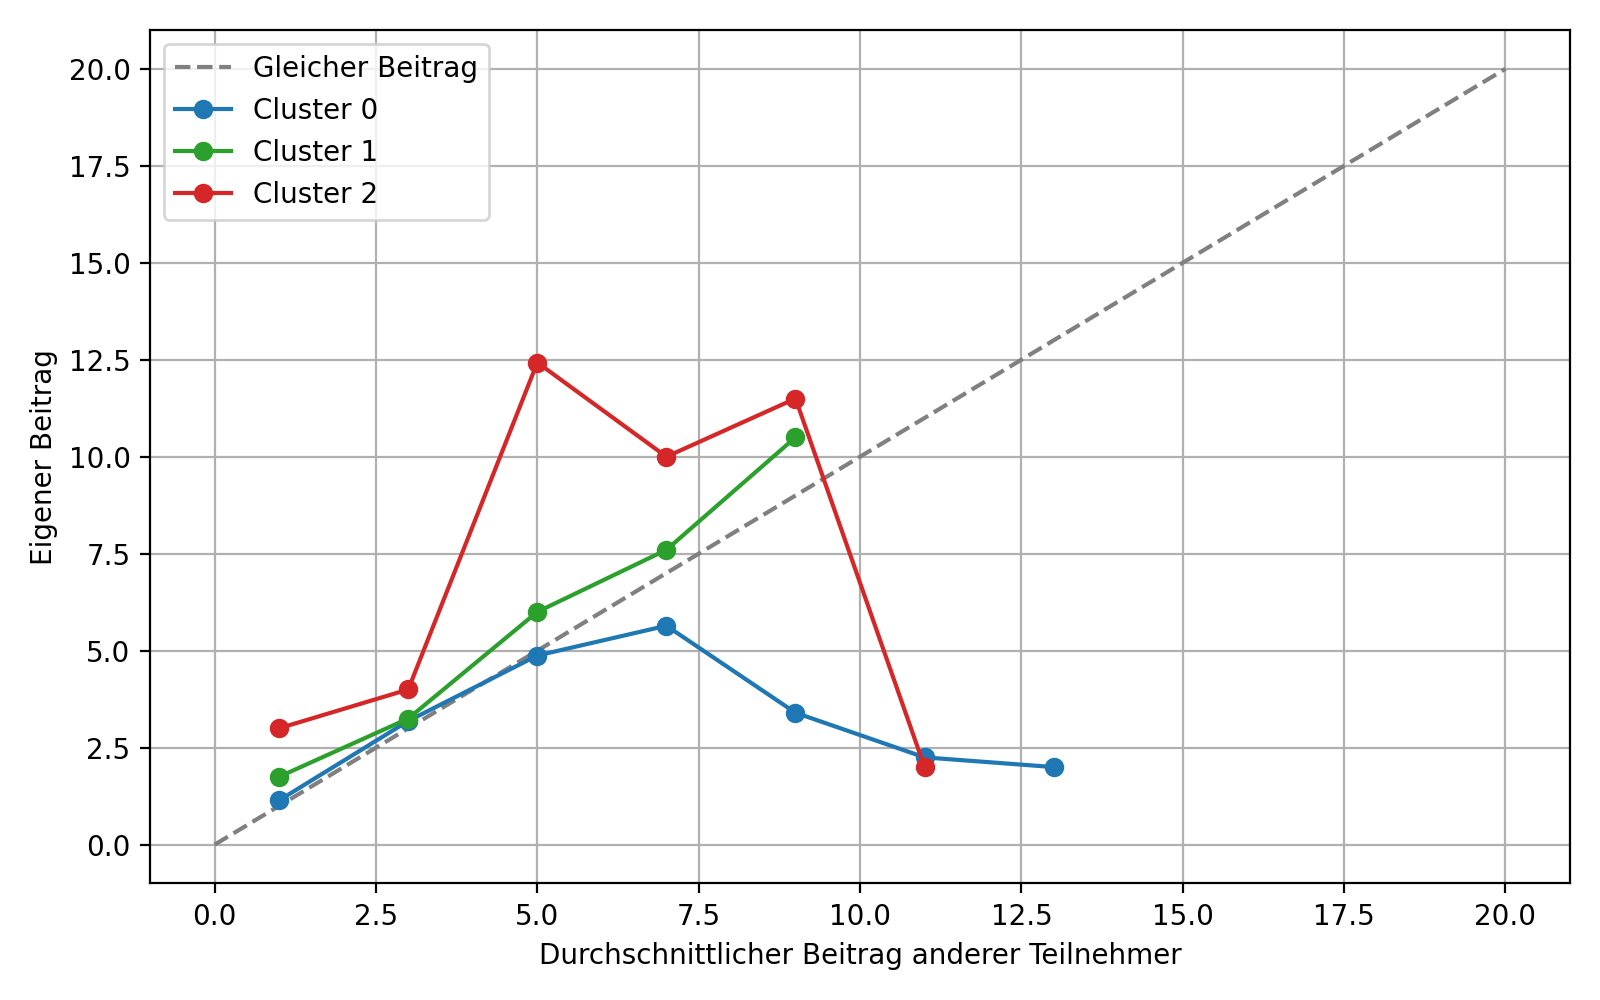 Gleicher Beitrag
Cluster 0
Cluster 1
Cluster 2
20.0
17.5
15.0
12.5
10.0
7.5
5.0
2.5
0.0
Eigener Beitrag
0.0 2.5 5.0 7.5 10.0 12.5 15.0 17.5 20.0
Durchschnittlicher Beitrag anderer Teilnehmer